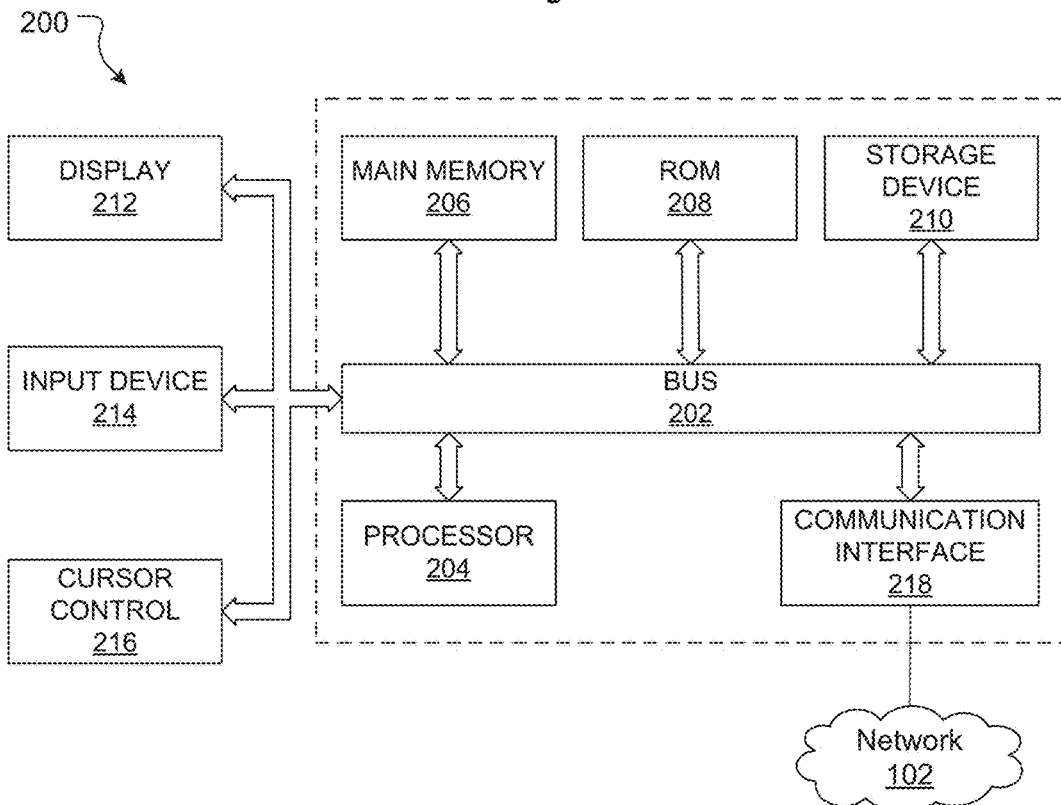 200
DISPLAY
212
MAIN MEMORY
206
ROM
208
STORAGE
DEVICE
210
INPUT DEVICE
214
BUS
202
CURSOR
CONTROL
216
PROCESSOR
204
COMMUNICATION
INTERFACE
218
Network
102